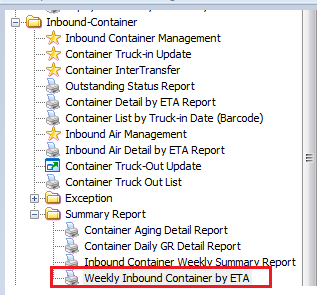 Inbound-Container
Inbound Container Management
Container Truck-in Update
Container InterTransfer
Outstanding Status Report
Container Detail by ETA Report
Container List by Truck-in Date (Barcode)
Inbound Air Management
Inbound Air Detail by ETA Report
Container Truck-Out Update
Container Truck Out List
Exception
Summary Report
Container Aging Detail Report
Container Daily GR Detail Report
Inbound Container Weekly Summary Report
Weekly Inbound Container by ETA